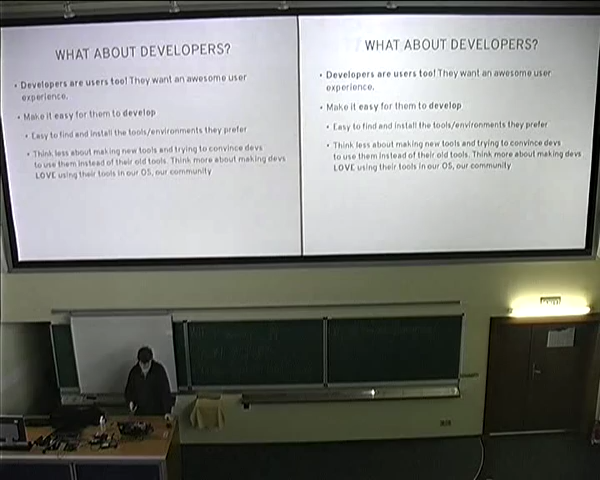 WHAT ABOUT DEVELOPERS?
• Developers are users too! They want an awesome user
experience.
• Make it easy for them to develop
• Easy to find and install the tools/environments they prefer
• Think less about making new tools and trying to convince devs
to use them instead of their old tools. Think more about making devs
LOVE using their tools in our OS, our community
WHAT ABOUT DEVELOPERS?
• Developers are users too! They want an awesome user
experience.
• Make it easy for them to develop
• Easy to find and install the tools/environments they prefer
• Think less about making new tools and trying to convince devs
to use them instead of their old tools. Think more about making devs
LOVE using their tools in our OS, our community